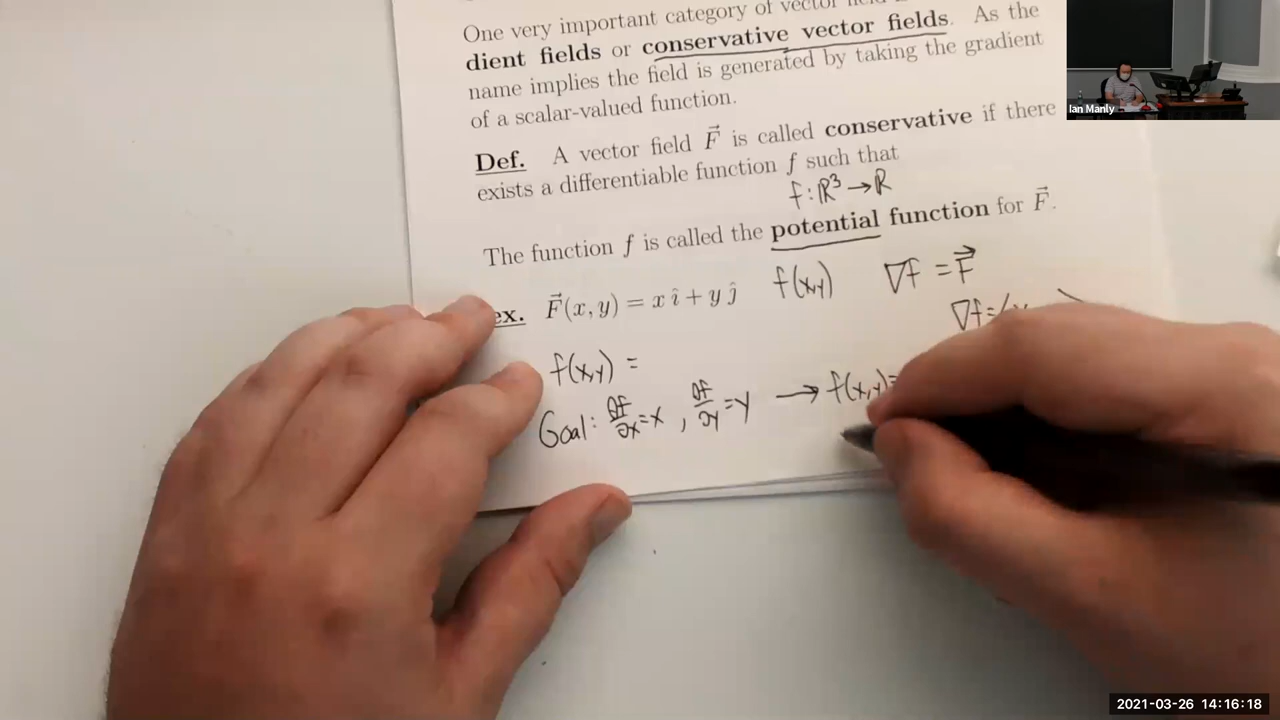 One very important category of vector
dient fields or conservative vector fields. As the
name implies the field is generated by taking the gradient
of a scalar-valued function.
Def. A vector field F⃗ is called conservative if there
exists a differentiable function f such that
f: ℝ³ → ℝ
The function f is called the potential function for F⃗.
ex. F⃗(x, y) = x î + y ĵ f(x,y) ∇f = F⃗
∇f =
f(x,y) =
Goal: ∂f/∂x = x , ∂f/∂y = y → f(x,y) =
Ian Manly
2021-03-26 14:16:18